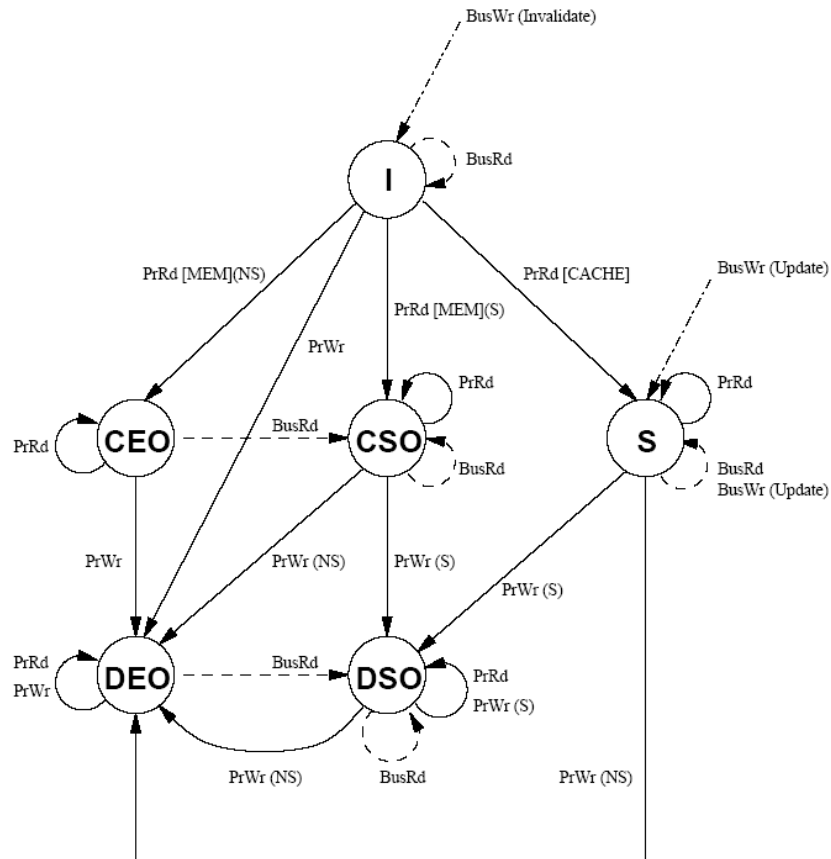 BusWr (Invalidate)
I
BusRd
PrRd [MEM](NS)
PrRd [CACHE]
BusWr (Update)
PrWr
PrRd [MEM](S)
PrRd
PrRd
PrRd
CEO
BusRd
CSO
BusRd
S
BusRd
BusWr (Update)
PrWr
PrWr (NS)
PrWr (S)
PrWr (S)
PrRd
PrWr
DEO
BusRd
DSO
PrRd
PrWr (S)
PrWr (NS)
BusRd
PrWr (NS)